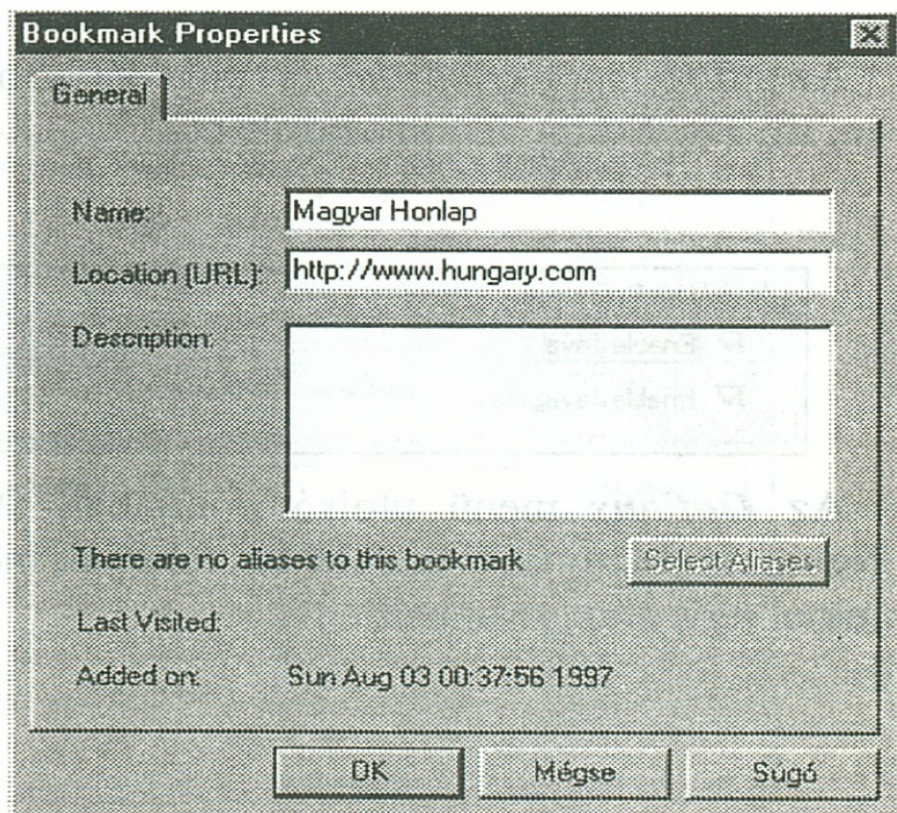 Bookmark Properties
General
Name: Magyar Honlap
Location (URL): http://www.hungary.com
Description:
There are no aliases to this bookmark Select Aliases
Last Visited:
Added on: Sun Aug 03 00:37:56 1997
OK Mégse Súgó